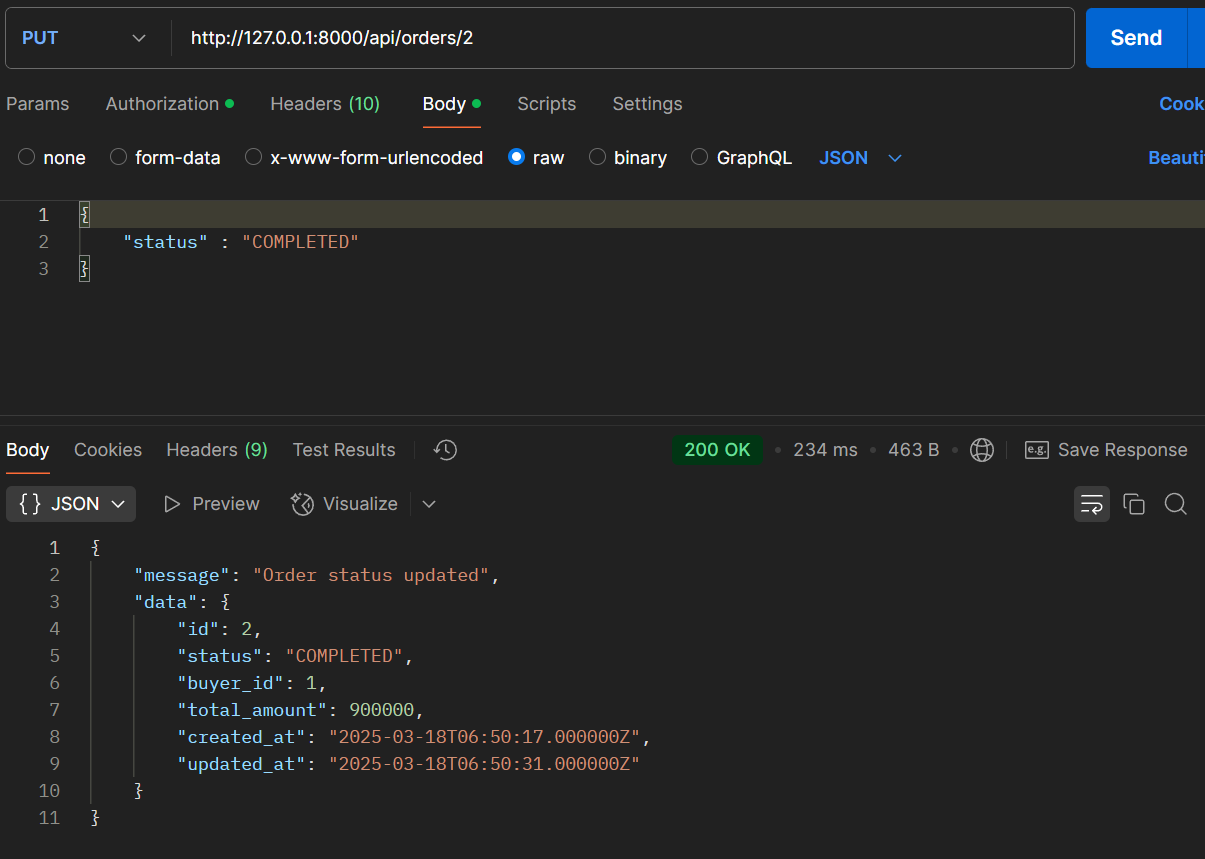 PUT http://127.0.0.1:8000/api/orders/2 Send
Params Authorization Headers (10) Body Scripts Settings Cook
none form-data x-www-form-urlencoded raw binary GraphQL JSON Beauti
1 {
2 "status" : "COMPLETED"
3 }
Body Cookies Headers (9) Test Results 200 OK • 234 ms • 463 B • e.g. Save Response
{} JSON Preview Visualize
1 {
2 "message": "Order status updated",
3 "data": {
4 "id": 2,
5 "status": "COMPLETED",
6 "buyer_id": 1,
7 "total_amount": 900000,
8 "created_at": "2025-03-18T06:50:17.000000Z",
9 "updated_at": "2025-03-18T06:50:31.000000Z"
10 }
11 }